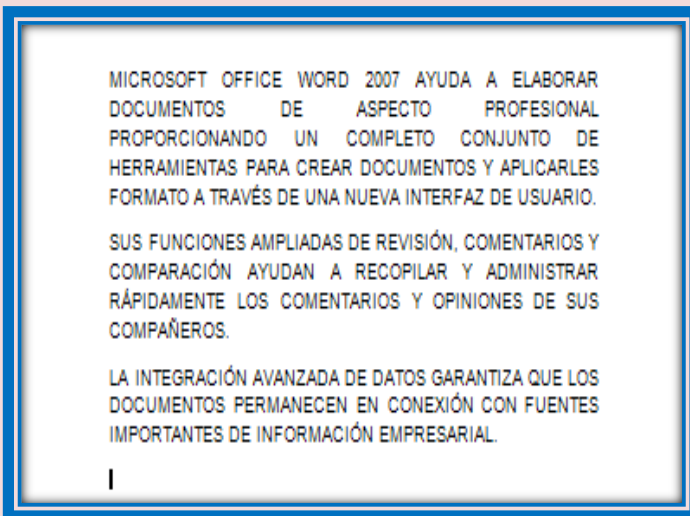 MICROSOFT OFFICE WORD 2007 AYUDA A ELABORAR
DOCUMENTOS DE ASPECTO PROFESIONAL
PROPORCIONANDO UN COMPLETO CONJUNTO DE
HERRAMIENTAS PARA CREAR DOCUMENTOS Y APLICARLES
FORMATO A TRAVÉS DE UNA NUEVA INTERFAZ DE USUARIO.
SUS FUNCIONES AMPLIADAS DE REVISIÓN, COMENTARIOS Y
COMPARACIÓN AYUDAN A RECOPILAR Y ADMINISTRAR
RÁPIDAMENTE LOS COMENTARIOS Y OPINIONES DE SUS
COMPAÑEROS.
LA INTEGRACIÓN AVANZADA DE DATOS GARANTIZA QUE LOS
DOCUMENTOS PERMANECEN EN CONEXIÓN CON FUENTES
IMPORTANTES DE INFORMACIÓN EMPRESARIAL.